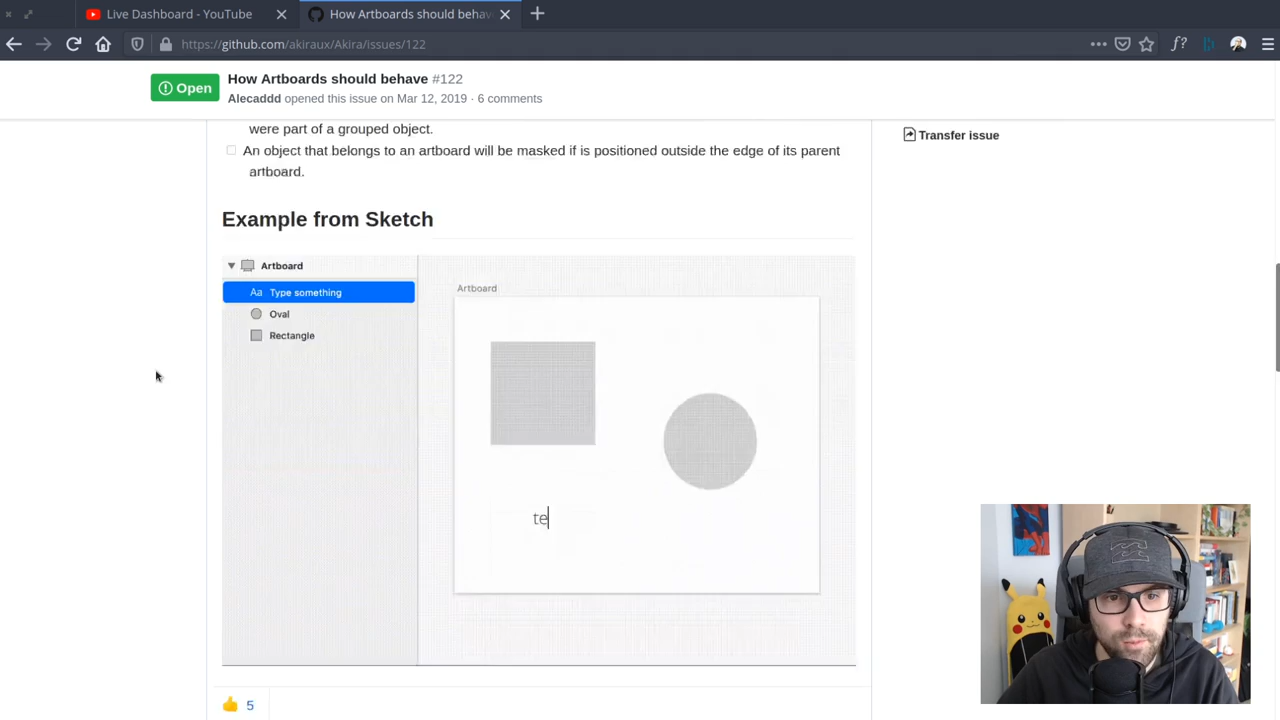 Live Dashboard - YouTube
How Artboards should behav
https://github.com/akiraux/Akira/issues/122
Open
How Artboards should behave #122
Alecaddd opened this issue on Mar 12, 2019 · 6 comments
were part of a grouped object.
Transfer issue
An object that belongs to an artboard will be masked if is positioned outside the edge of its parent
artboard.
Example from Sketch
Artboard
Aa Type something
Oval
Rectangle
Artboard
te
👍 5